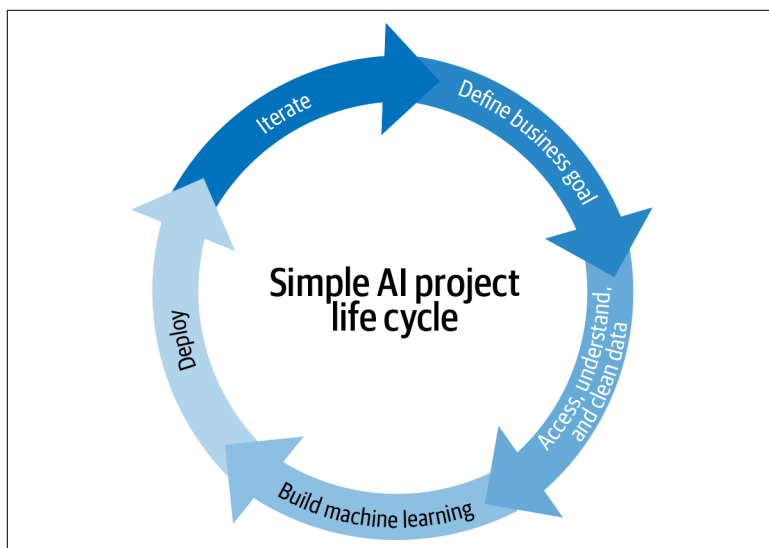 Simple AI project
life cycle
Define business goal
Access, understand,
and clean data
Build machine learning
Deploy
Iterate